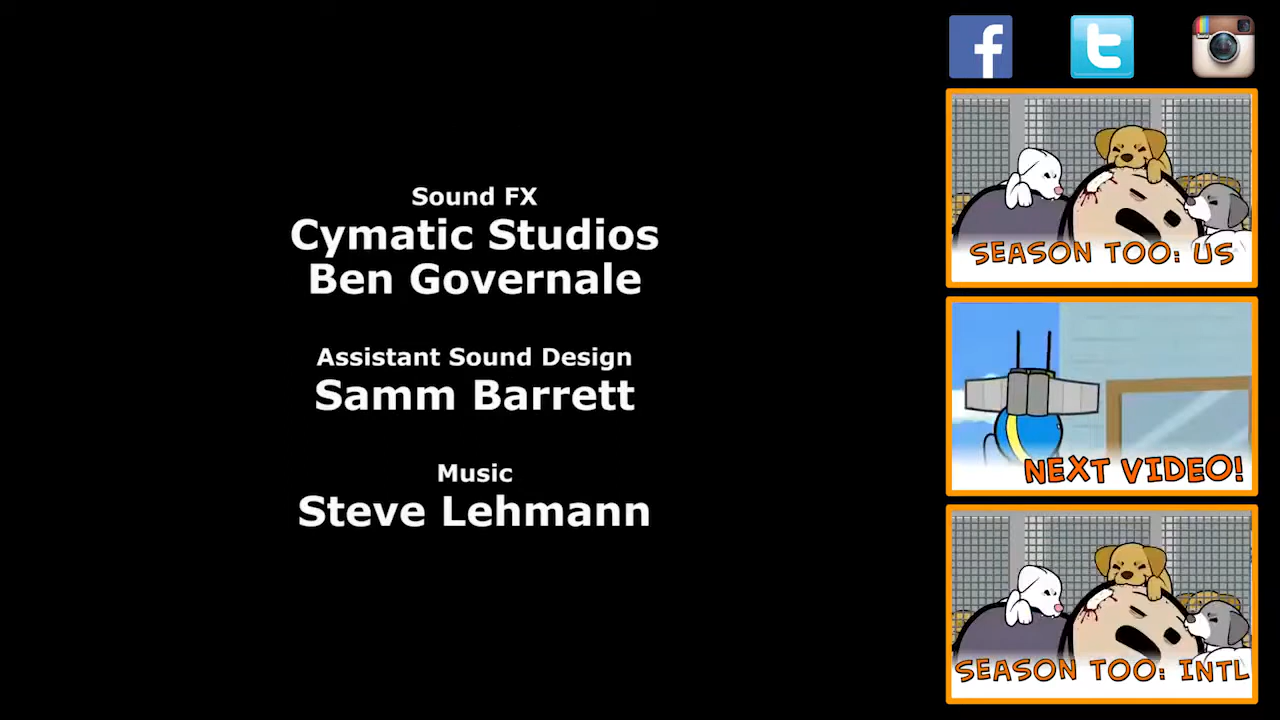 Sound FX
Cymatic Studios
Ben Governale
Assistant Sound Design
Samm Barrett
Music
Steve Lehmann
SEASON TOO: US
NEXT VIDEO!
SEASON TOO: INTL